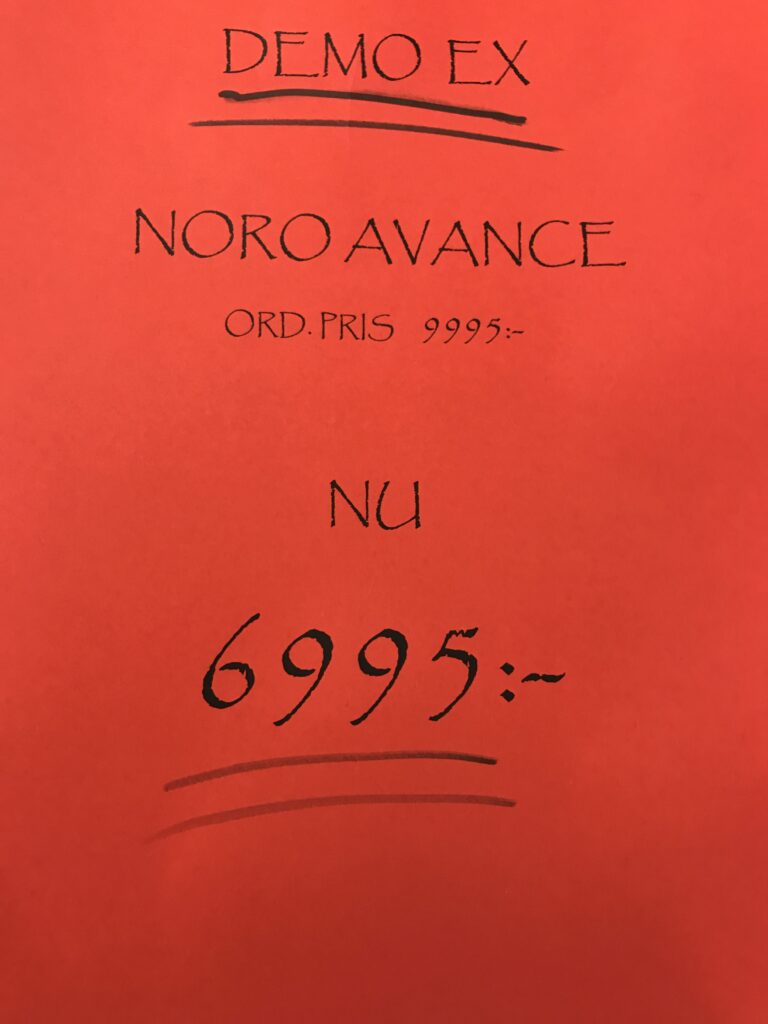 DEMO EX
NORO AVANCE
ORD. PRIS 9995:-
NU
6995:-